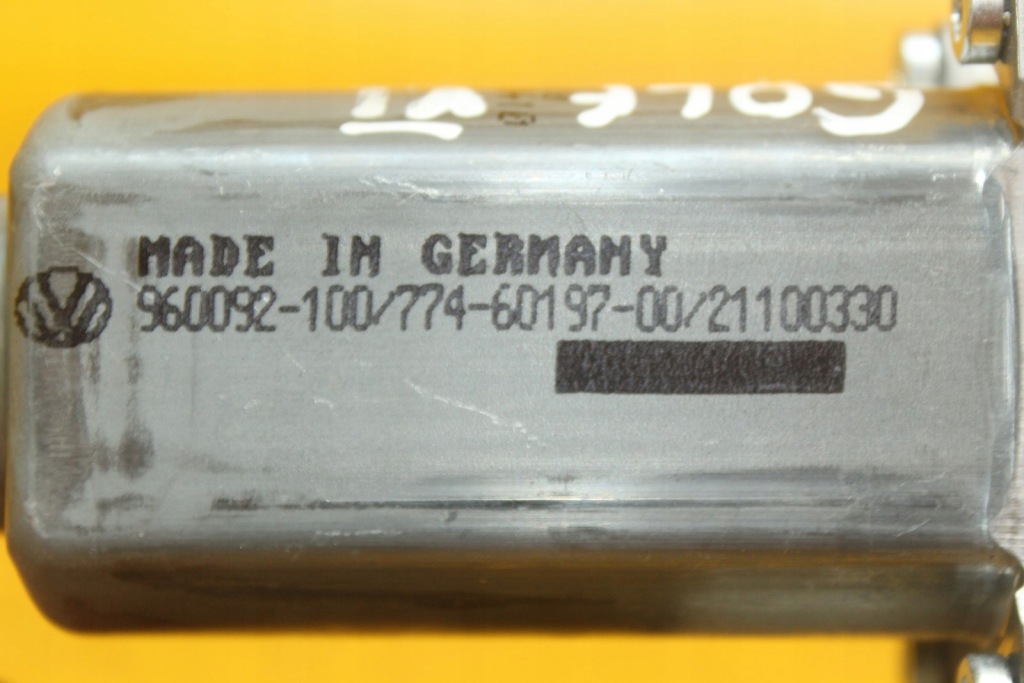 GOLF VI
MADE IN GERMANY
960092-100/774-60197-00/21100330